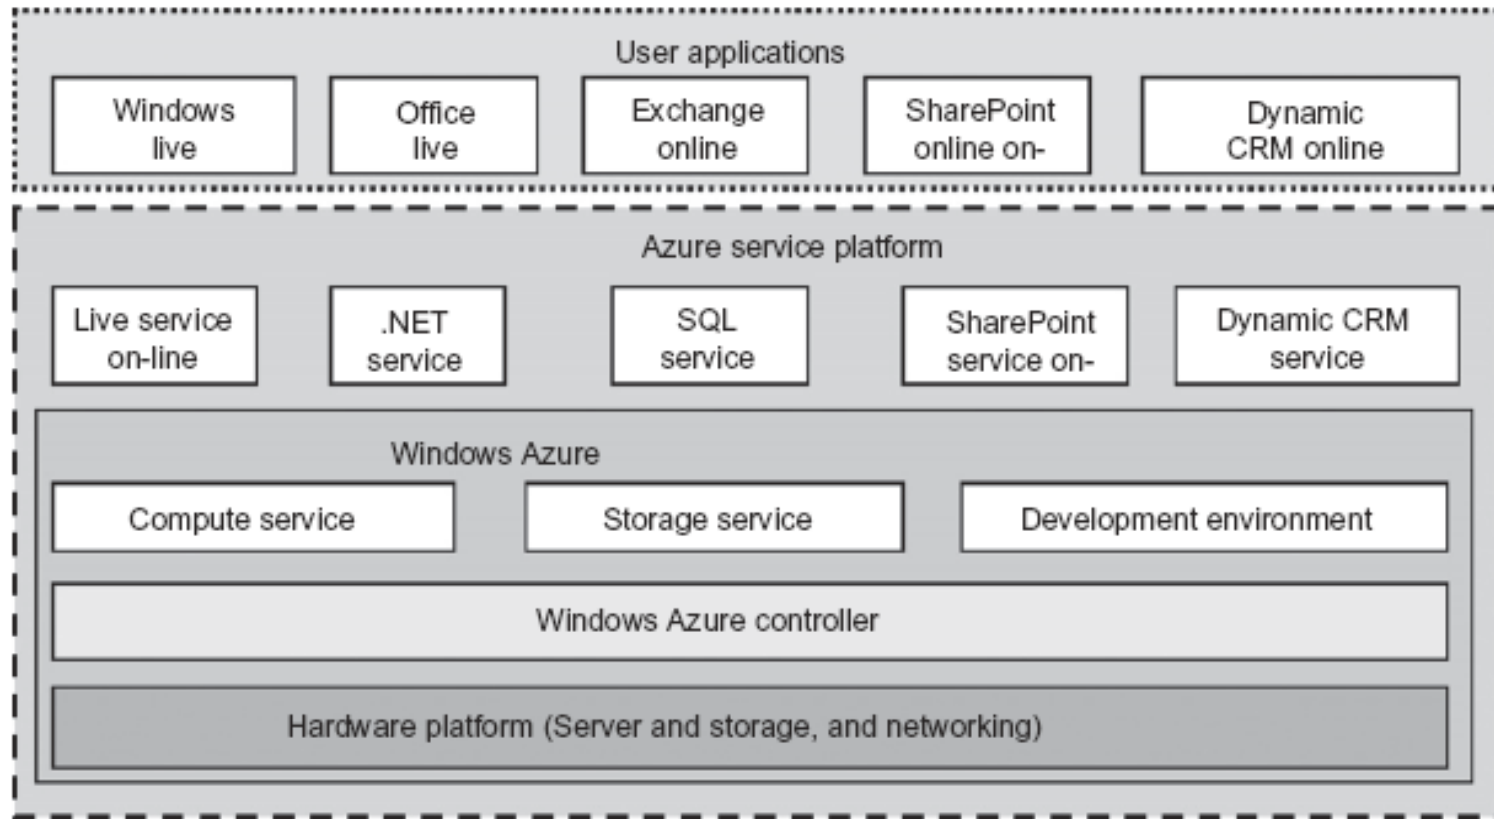 User applications
Windows
live
Office
live
Exchange
online
SharePoint
online on-
Dynamic
CRM online
Azure service platform
Live service
on-line
.NET
service
SQL
service
SharePoint
service on-
Dynamic CRM
service
Windows Azure
Compute service
Storage service
Development environment
Windows Azure controller
Hardware platform (Server and storage, and networking)